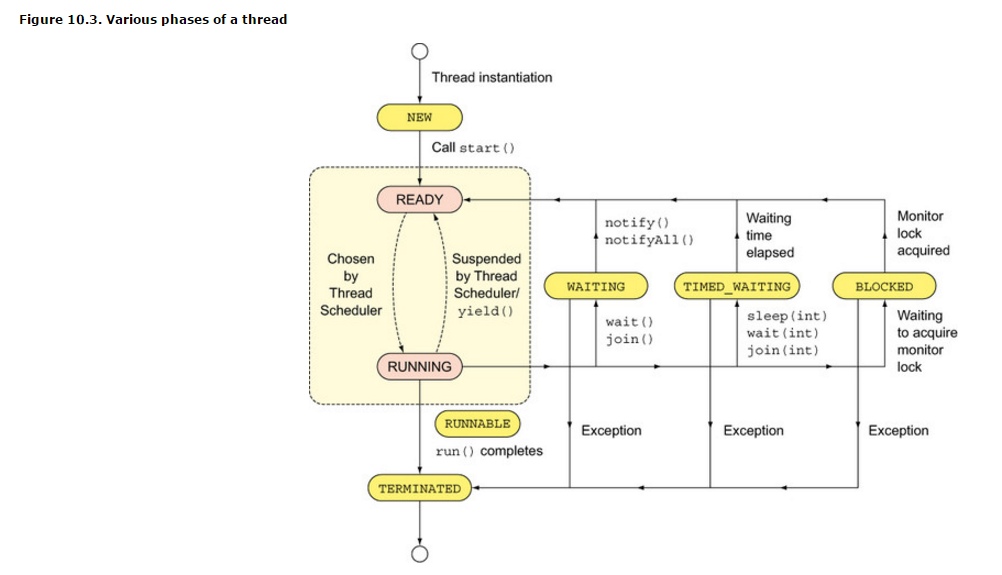 Figure 10.3. Various phases of a thread
Thread instantiation
NEW
Call start()
READY
Chosen
by
Thread
Scheduler
Suspended
by Thread
Scheduler/
yield()
RUNNING
RUNNABLE
run() completes
TERMINATED
notify()
notifyAll()
WAITING
wait()
join()
Exception
Waiting
time
elapsed
TIMED_WAITING
sleep(int)
wait(int)
join(int)
Exception
Monitor
lock
acquired
BLOCKED
Waiting
to acquire
monitor
lock
Exception